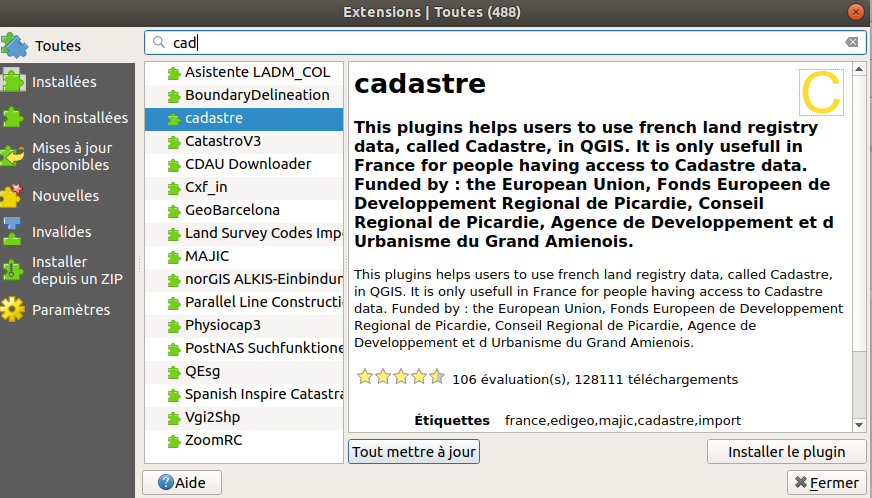 Extensions | Toutes (488)
Toutes
Installées
Non installées
Mises à jour
disponibles
Nouvelles
Invalides
Installer
depuis un ZIP
Paramètres
cad
Asistente LADM_COL
BoundaryDelineation
cadastre
CatastroV3
CDAU Downloader
Cxf_in
GeoBarcelona
Land Survey Codes Imp
MAJIC
norGIS ALKIS-Einbindun
Parallel Line Constructi
Physiocap3
PostNAS Suchfunktione
QEsg
Spanish Inspire Catastra
Vgi2Shp
ZoomRC
cadastre
C
This plugins helps users to use french land registry
data, called Cadastre, in QGIS. It is only usefull in
France for people having access to Cadastre data.
Funded by : the European Union, Fonds Europeen de
Developpement Regional de Picardie, Conseil
Regional de Picardie, Agence de Developpement et d
Urbanisme du Grand Amienois.
This plugins helps users to use french land registry data, called Cadastre,
in QGIS. It is only usefull in France for people having access to Cadastre
data. Funded by : the European Union, Fonds Europeen de Developpement
Regional de Picardie, Conseil Regional de Picardie, Agence de
Developpement et d Urbanisme du Grand Amienois.
106 évaluation(s), 128111 téléchargements
Étiquettes france,edigeo,majic,cadastre,import
Tout mettre à jour
Installer le plugin
Aide
Fermer